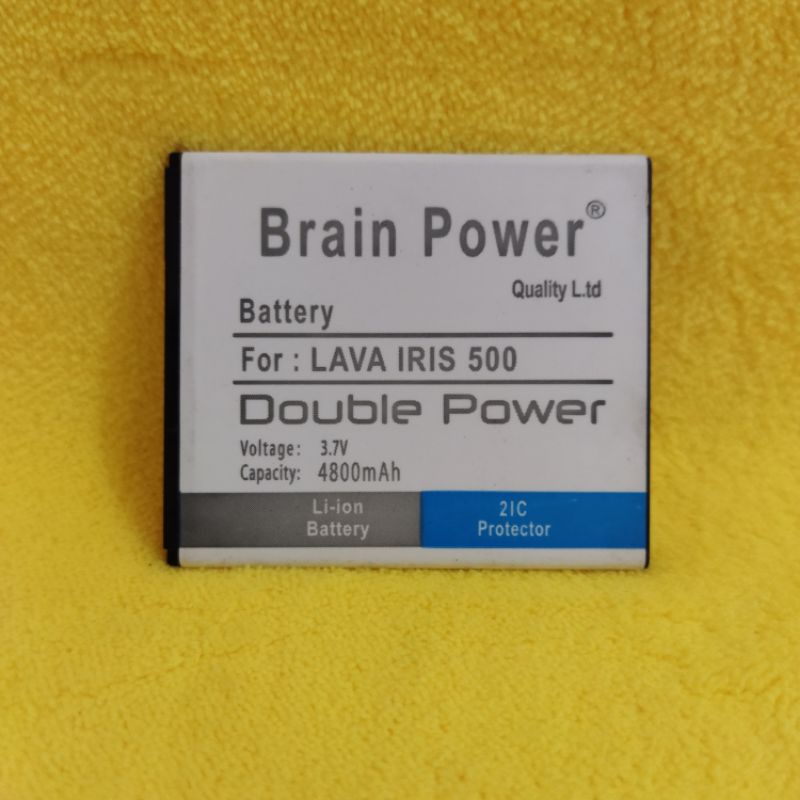 Brain Power®
Quality L.td
Battery
For : LAVA IRIS 500
Double Power
Voltage: 3.7V
Capacity: 4800mAh
Li-ion
Battery
2IC
Protector